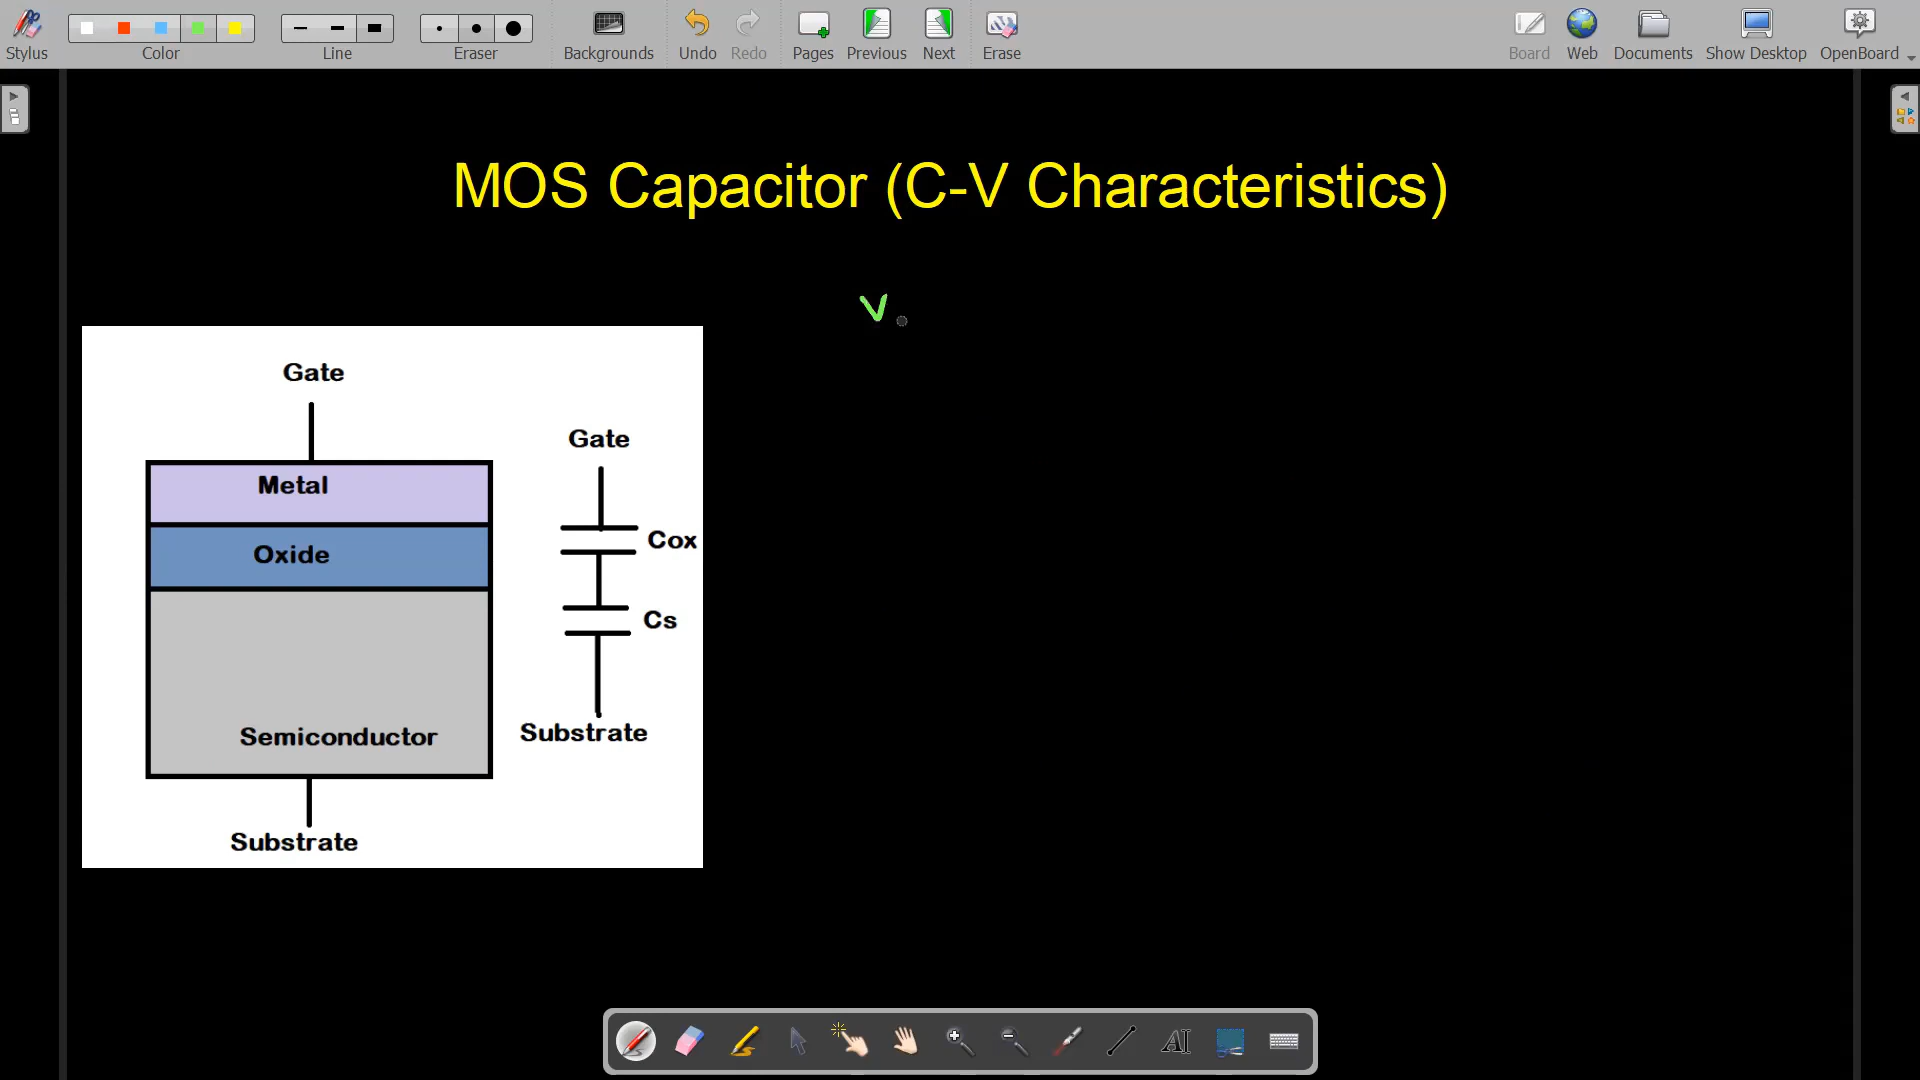 Stylus Color Line Eraser Backgrounds Undo Redo Pages Previous Next Erase Board Web Documents Show Desktop OpenBoard
MOS Capacitor (C-V Characteristics)
V
Gate
Metal
Oxide
Semiconductor
Substrate
Gate
Cox
Cs
Substrate
AI